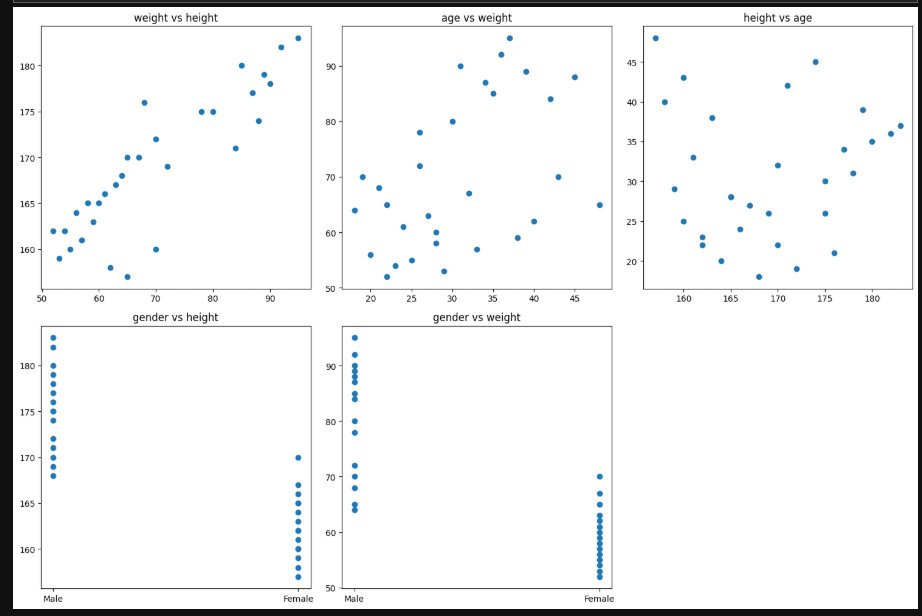 weight vs height
age vs weight
height vs age
180
175
170
165
160
50 60 70 80 90
90
80
70
60
50
20 25 30 35 40 45
45
40
35
30
25
20
160 165 170 175 180
gender vs height
gender vs weight
180
175
170
165
160
Male Female
90
80
70
60
50
Male Female